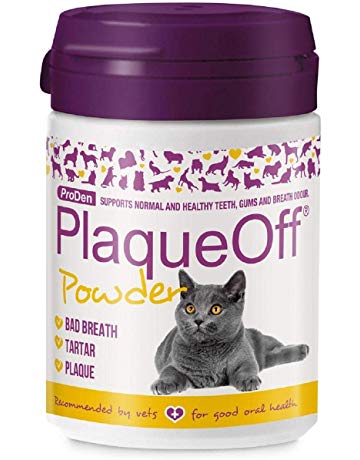 ProDen
SUPPORTS NORMAL AND HEALTHY TEETH, GUMS AND BREATH ODOUR.
PlaqueOff®
Powder
BAD BREATH
TARTAR
PLAQUE
Recommended by vets for good oral health